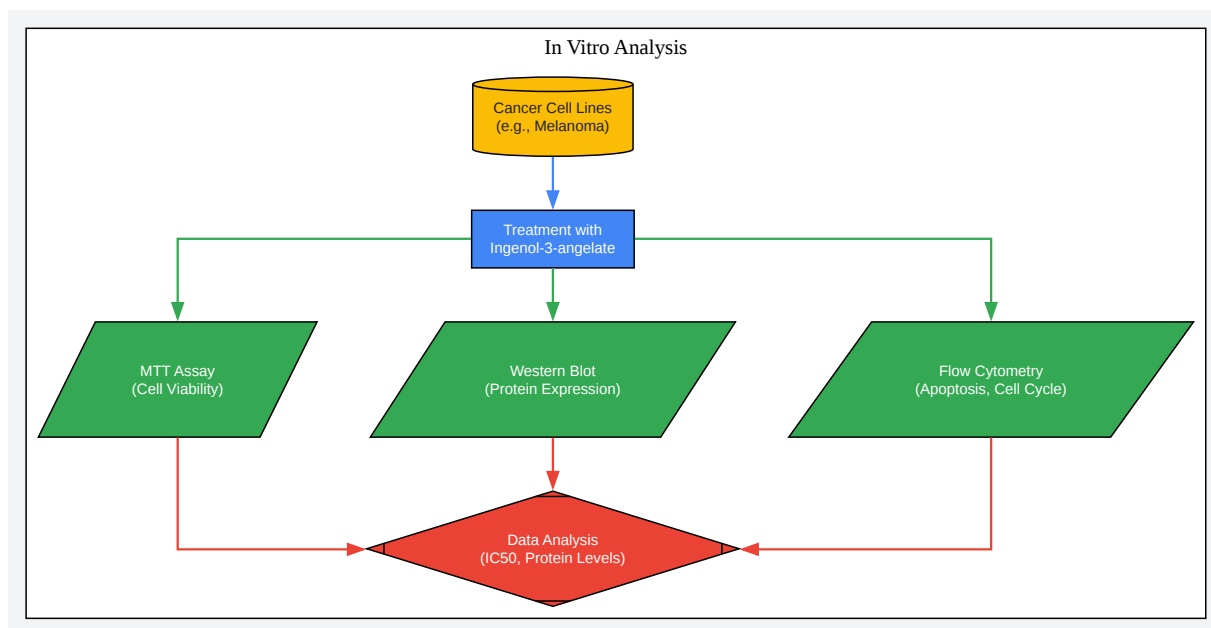 In Vitro Analysis
Cancer Cell Lines
(e.g., Melanoma)
Treatment with
Ingenol-3-angelate
MTT Assay
(Cell Viability)
Western Blot
(Protein Expression)
Flow Cytometry
(Apoptosis, Cell Cycle)
Data Analysis
(IC50, Protein Levels)